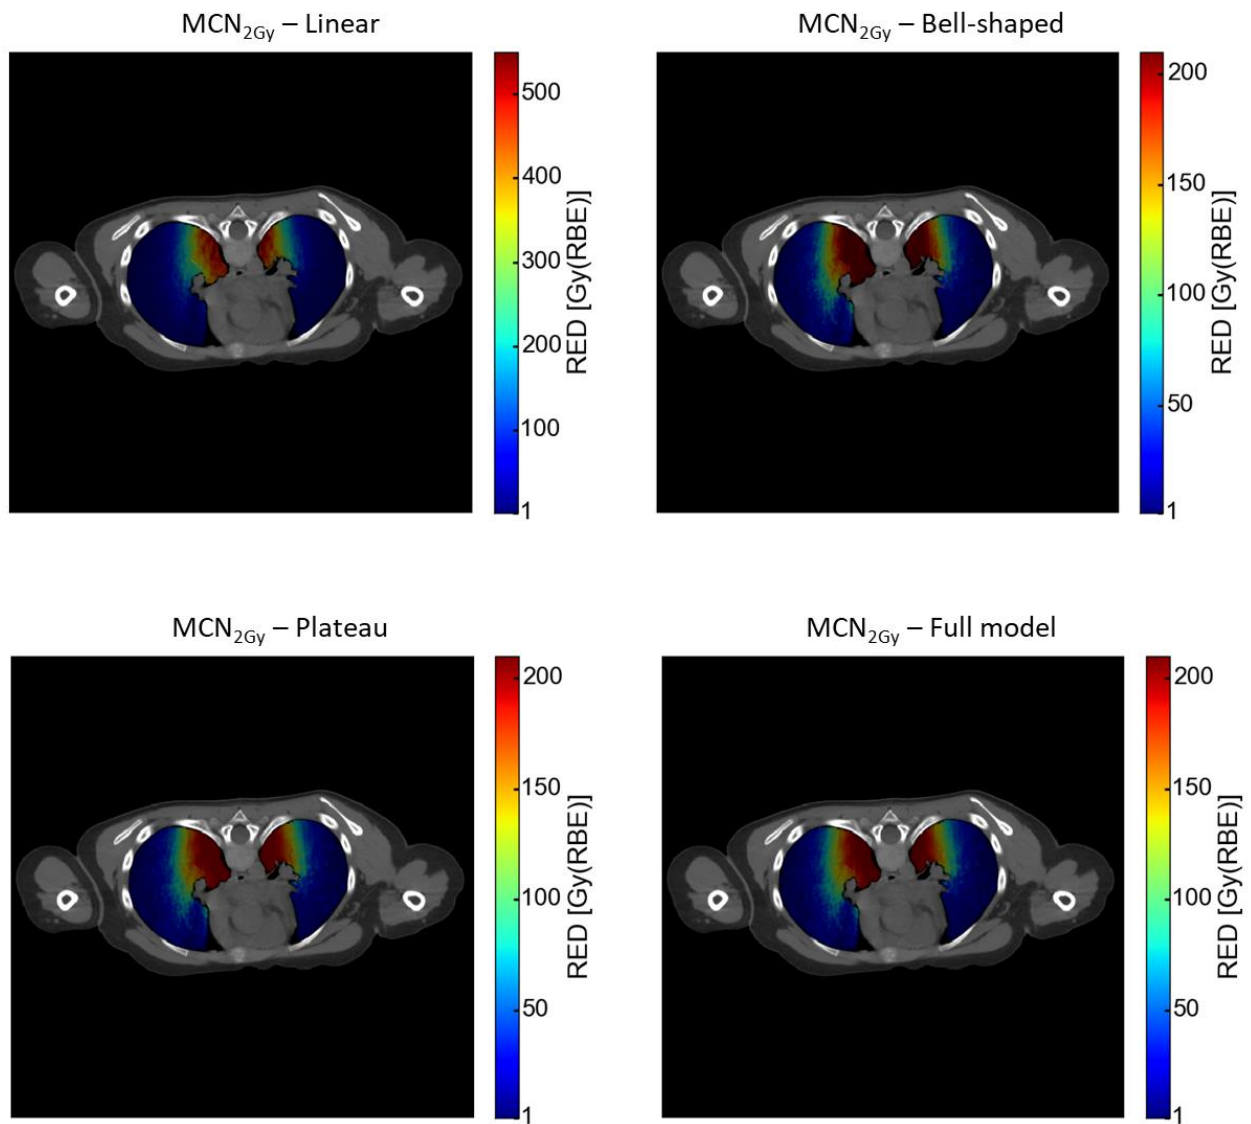 MCN2Gy – Linear
500
400
300
200
100
1
RED [Gy(RBE)]
MCN2Gy – Bell-shaped
200
150
100
50
1
RED [Gy(RBE)]
MCN2Gy – Plateau
200
150
100
50
1
RED [Gy(RBE)]
MCN2Gy – Full model
200
150
100
50
1
RED [Gy(RBE)]